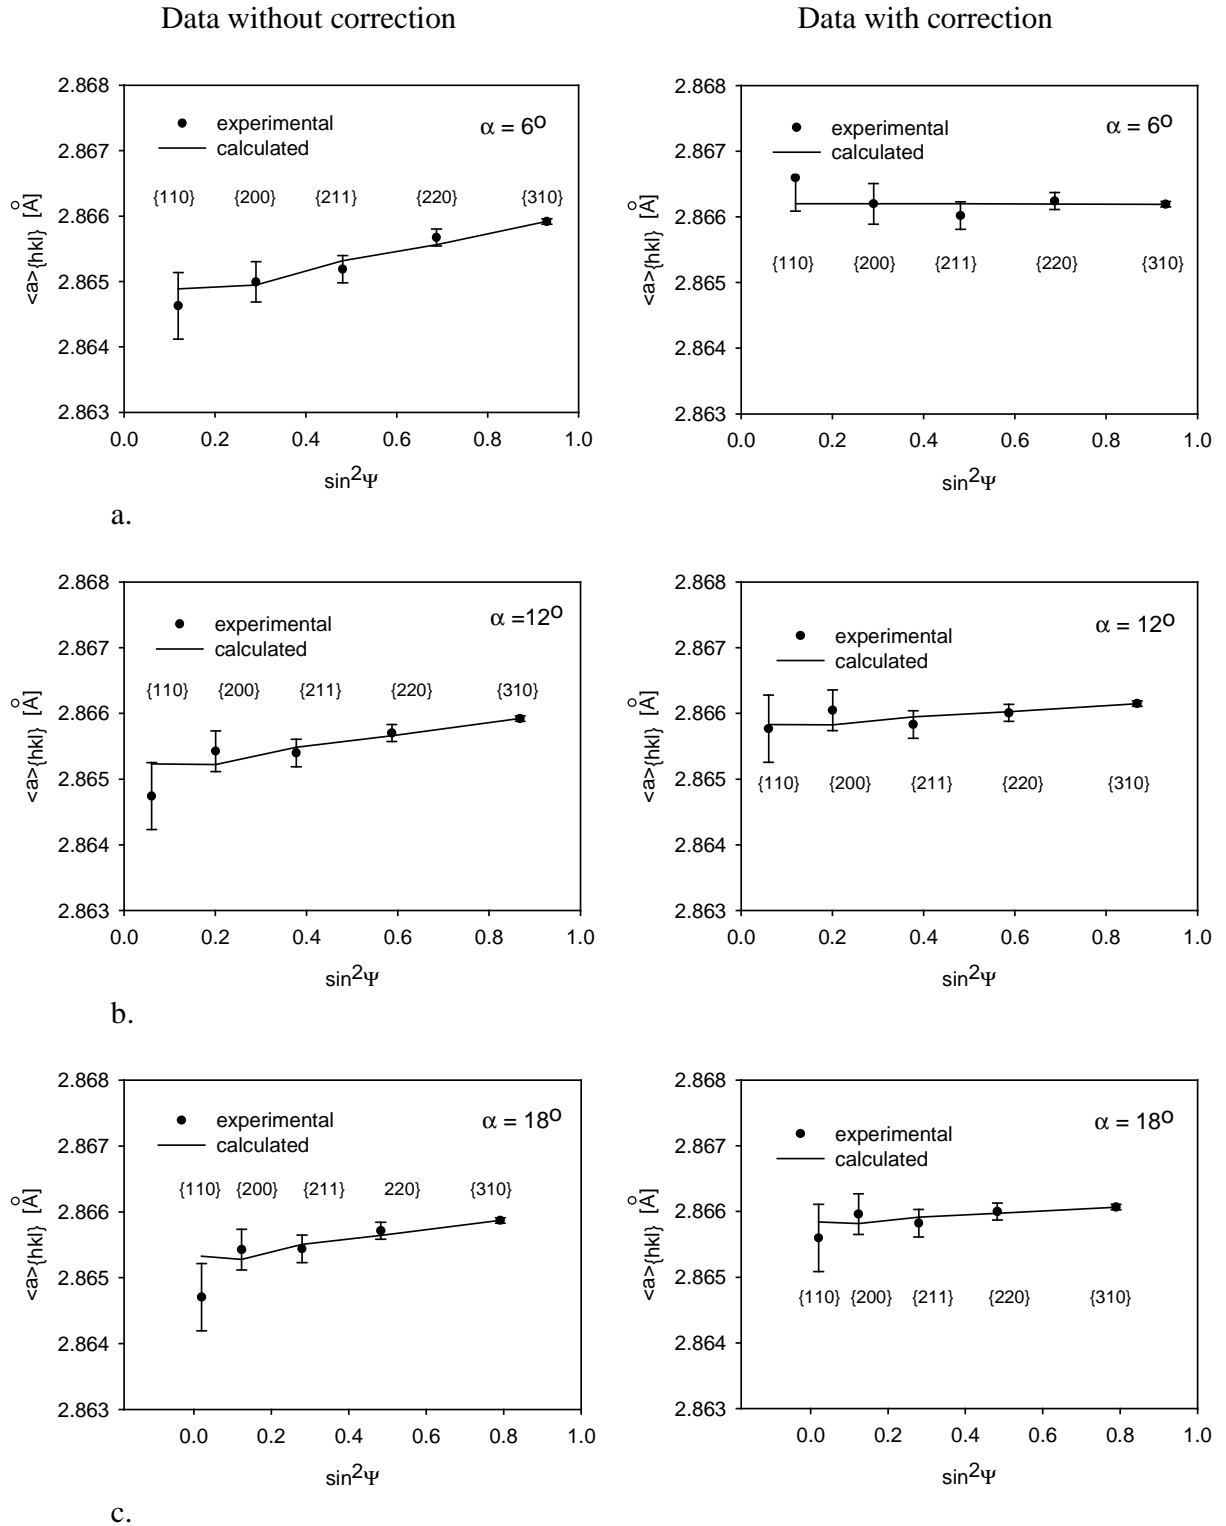 Data without correction
Data with correction
2.868
2.867
2.866
2.865
2.864
2.863
<a>{hkl} [Å]
experimental
calculated
α = 6o
{110} {200} {211} {220} {310}
0.0 0.2 0.4 0.6 0.8 1.0
sin2Ψ
2.868
2.867
2.866
2.865
2.864
2.863
<a>{hkl} [Å]
experimental
calculated
α = 6o
{110} {200} {211} {220} {310}
0.0 0.2 0.4 0.6 0.8 1.0
sin2Ψ
a.
2.868
2.867
2.866
2.865
2.864
2.863
<a>{hkl} [Å]
experimental
calculated
α =12o
{110} {200} {211} {220} {310}
0.0 0.2 0.4 0.6 0.8 1.0
sin2Ψ
2.868
2.867
2.866
2.865
2.864
2.863
<a>{hkl} [Å]
experimental
calculated
α = 12o
{110} {200} {211} {220} {310}
0.0 0.2 0.4 0.6 0.8 1.0
sin2Ψ
b.
2.868
2.867
2.866
2.865
2.864
2.863
<a>{hkl} [Å]
experimental
calculated
α = 18o
{110} {200} {211} 220} {310}
0.0 0.2 0.4 0.6 0.8 1.0
sin2Ψ
2.868
2.867
2.866
2.865
2.864
2.863
<a>{hkl} [Å]
experimental
calculated
α = 18o
{110} {200} {211} {220} {310}
0.0 0.2 0.4 0.6 0.8 1.0
sin2Ψ
c.